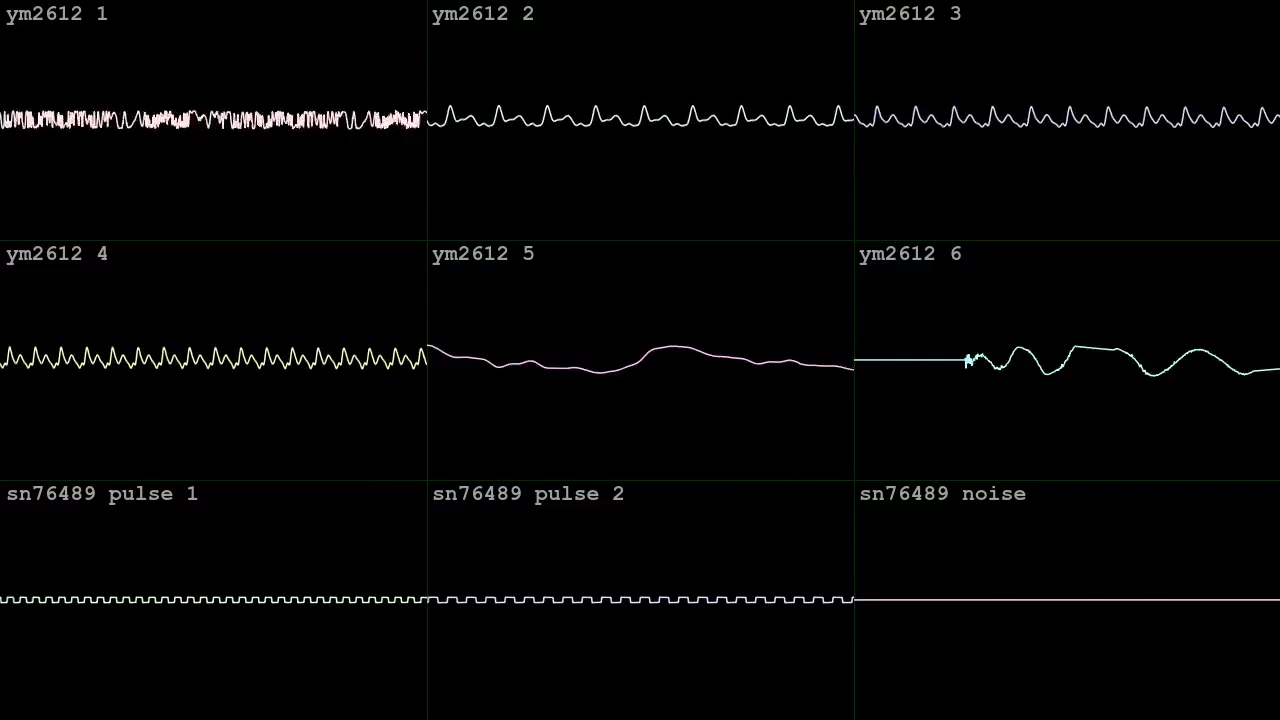 ym2612 1
ym2612 2
ym2612 3
ym2612 4
ym2612 5
ym2612 6
sn76489 pulse 1
sn76489 pulse 2
sn76489 noise